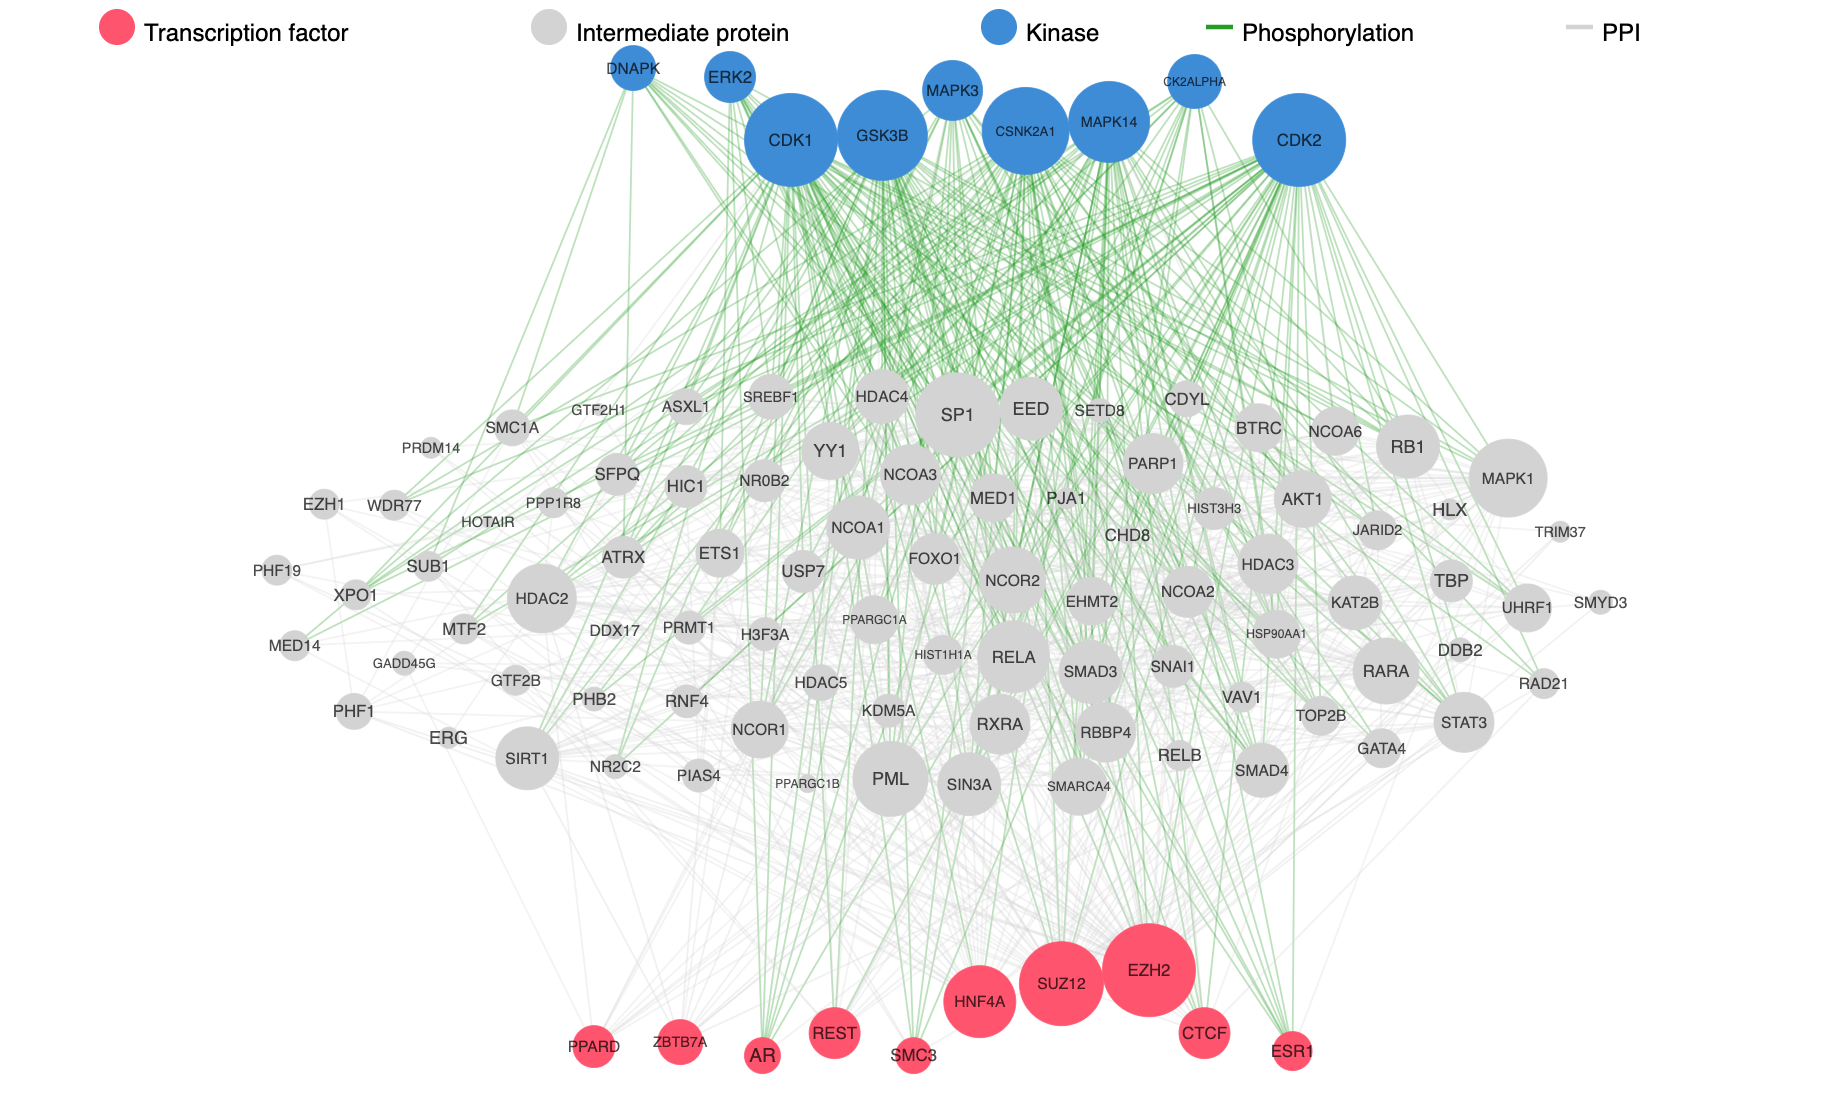 Transcription factor
Intermediate protein
Kinase
Phosphorylation
PPI
DNAPK
ERK2
MAPK3
CK2ALPHA
CDK1
GSK3B
CSNK2A1
MAPK14
CDK2
SREBF1
HDAC4
SP1
EED
SETD8
CDYL
GTF2H1
ASXL1
SMC1A
BTRC
NCOA6
PRDM14
YY1
RB1
SFPQ
NCOA3
PARP1
MAPK1
HIC1
NR0B2
EZH1
WDR77
PPP1R8
MED1
PJA1
HIST3H3
AKT1
HLX
HOTAIR
NCOA1
CHD8
JARID2
TRIM37
PHF19
SUB1
ATRX
ETS1
USP7
FOXO1
NCOR2
HDAC3
TBP
XPO1
HDAC2
EHMT2
NCOA2
KAT2B
UHRF1
SMYD3
MED14
MTF2
DDX17
PRMT1
H3F3A
PPARGC1A
HSP90AA1
GADD45G
HIST1H1A
RELA
SMAD3
SNAI1
RARA
DDB2
GTF2B
HDAC5
RAD21
PHF1
PHB2
RNF4
KDM5A
VAV1
ERG
NCOR1
RXRA
RBBP4
TOP2B
STAT3
SIRT1
NR2C2
PIAS4
PPARGC1B
PML
SIN3A
SMARCA4
RELB
SMAD4
GATA4
EZH2
SUZ12
HNF4A
PPARD
ZBTB7A
AR
REST
SMC3
CTCF
ESR1